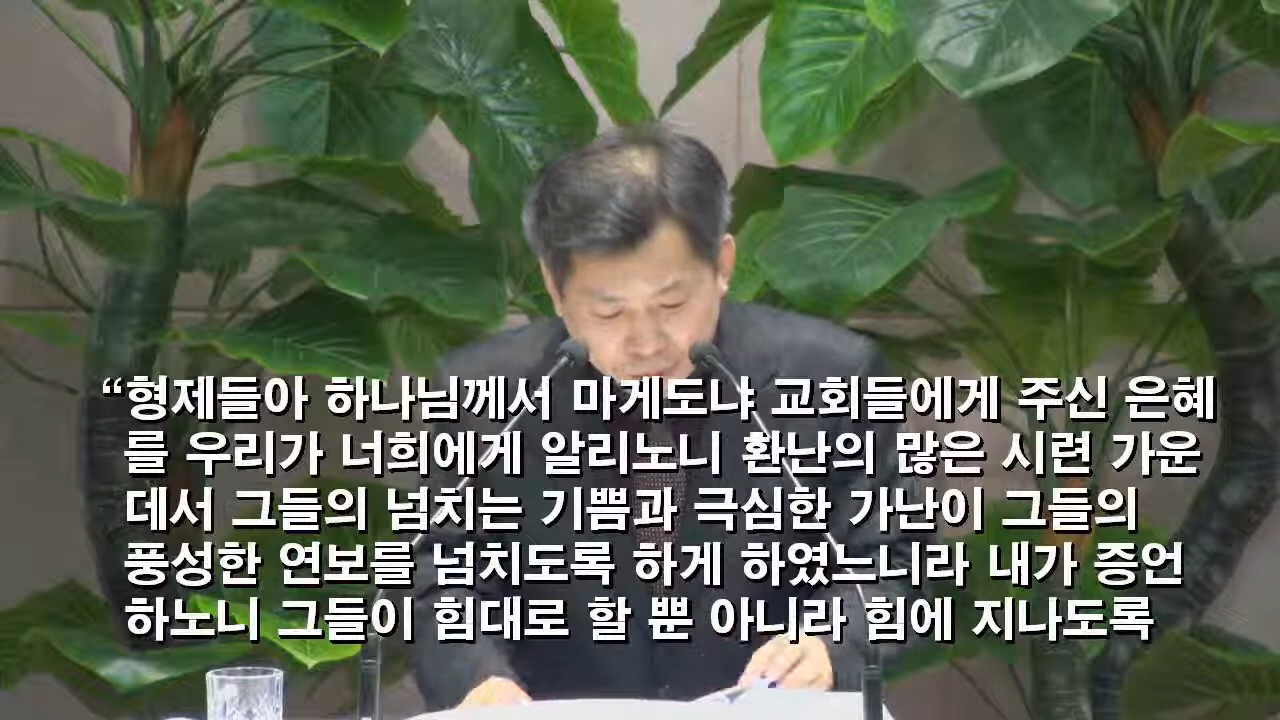 “형제들아 하나님께서 마게도냐 교회들에게 주신 은혜
를 우리가 너희에게 알리노니 환난의 많은 시련 가운
데서 그들의 넘치는 기쁨과 극심한 가난이 그들의
풍성한 연보를 넘치도록 하게 하였느니라 내가 증언
하노니 그들이 힘대로 할 뿐 아니라 힘에 지나도록